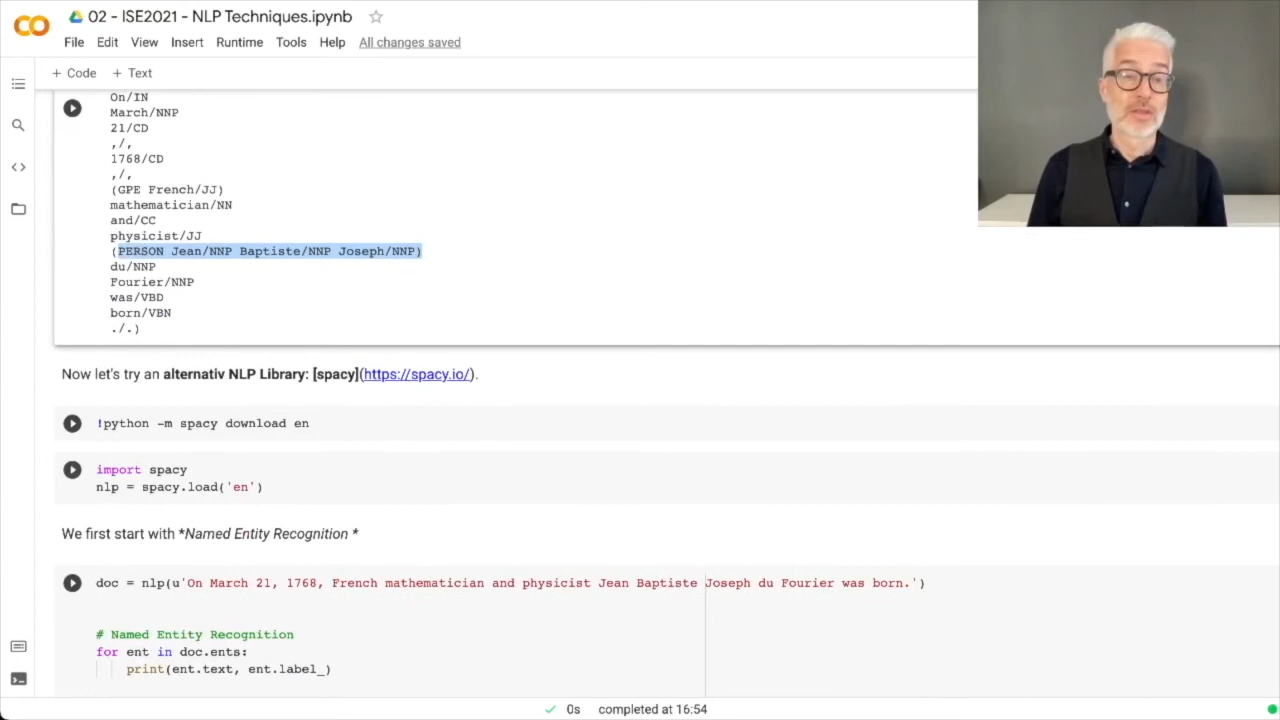 02 - ISE2021 - NLP Techniques.ipynb
File Edit View Insert Runtime Tools Help All changes saved
+ Code + Text
On/IN
March/NNP
21/CD
,/,
1768/CD
,/,
(GPE French/JJ)
mathematician/NN
and/CC
physicist/JJ
(PERSON Jean/NNP Baptiste/NNP Joseph/NNP)
du/NNP
Fourier/NNP
was/VBD
born/VBN
./.)
Now let's try an alternativ NLP Library: [spacy](https://spacy.io/).
!python -m spacy download en
import spacy
nlp = spacy.load('en')
We first start with *Named Entity Recognition *
doc = nlp(u'On March 21, 1768, French mathematician and physicist Jean Baptiste Joseph du Fourier was born.')
# Named Entity Recognition
for ent in doc.ents:
print(ent.text, ent.label_)
0s completed at 16:54